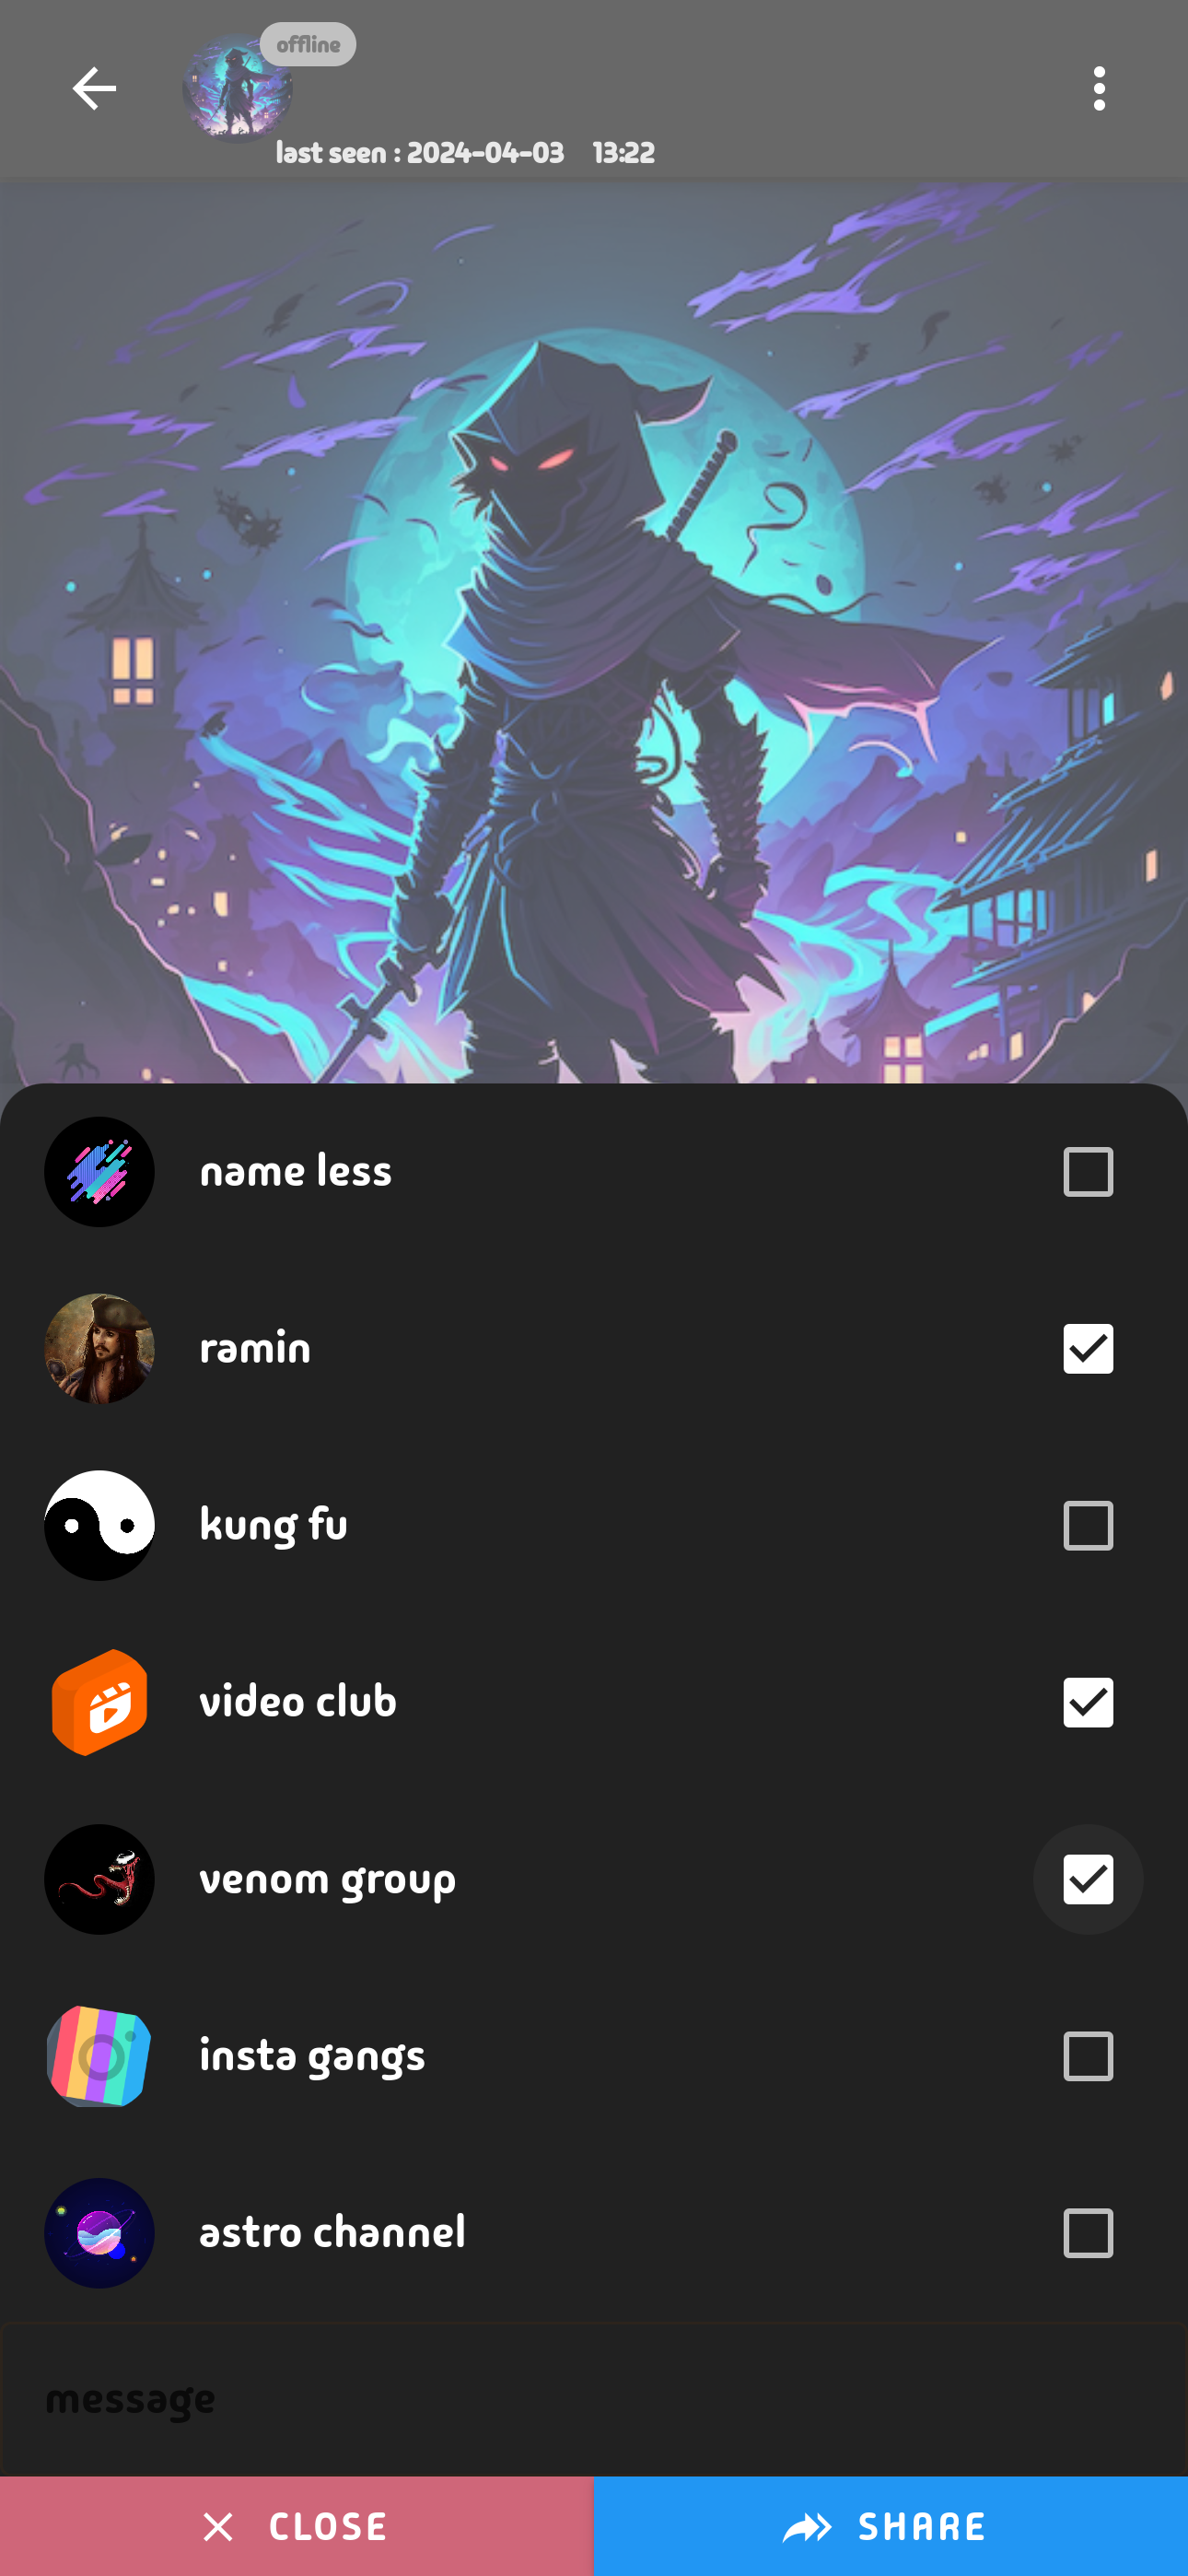 offline
last seen : 2024-04-03 13:22
name less
ramin
kung fu
video club
venom group
insta gangs
astro channel
message
CLOSE
SHARE